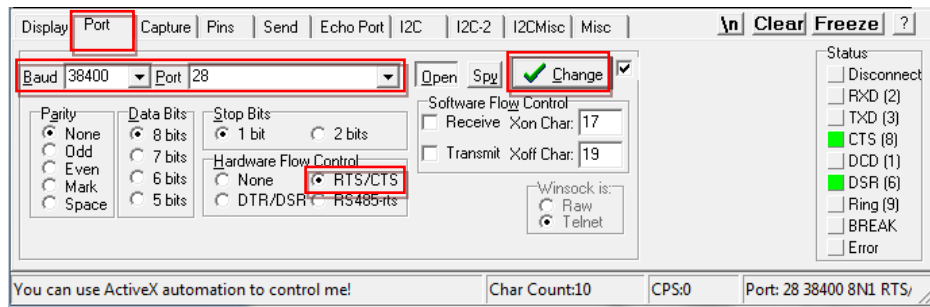 Display Port Capture Pins Send Echo Port I2C I2C-2 I2CMisc Misc \n Clear Freeze ?
Baud 38400 Port 28 Open Spy Change
Status
Disconnect
RXD (2)
TXD (3)
CTS (8)
DCD (1)
DSR (6)
Ring (9)
BREAK
Error
Parity
None
Odd
Even
Mark
Space
Data Bits
8 bits
7 bits
6 bits
5 bits
Stop Bits
1 bit 2 bits
Hardware Flow Control
None RTS/CTS
DTR/DSR RS485-rts
Software Flow Control
Receive Xon Char: 17
Transmit Xoff Char: 19
Winsock is:
Raw
Telnet
You can use ActiveX automation to control me! Char Count:10 CPS:0 Port: 28 38400 8N1 RTS/